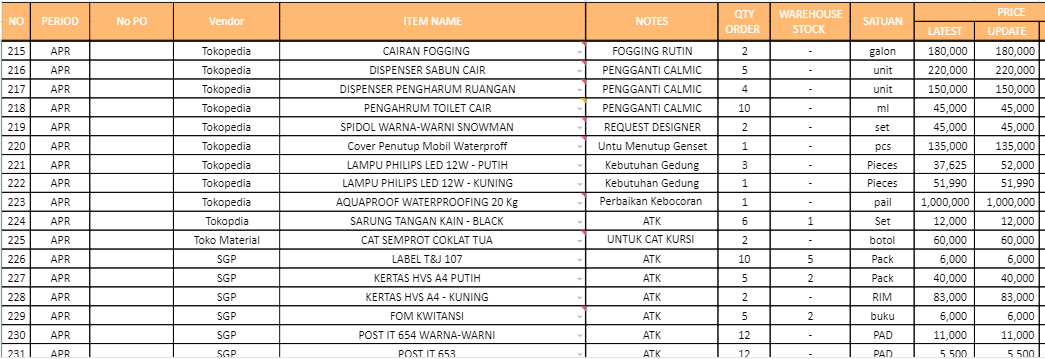 NO PERIOD No PO Vendor ITEM NAME NOTES QTY ORDER WAREHOUSE STOCK SATUAN PRICE
LATEST UPDATE
215 APR Tokopedia CAIRAN FOGGING FOGGING RUTIN 2 - galon 180,000 180,000
216 APR Tokopedia DISPENSER SABUN CAIR PENGGANTI CALMIC 5 - unit 220,000 220,000
217 APR Tokopedia DISPENSER PENGHARUM RUANGAN PENGGANTI CALMIC 4 - unit 150,000 150,000
218 APR Tokopedia PENGAHRUM TOILET CAIR PENGGANTI CALMIC 10 - ml 45,000 45,000
219 APR Tokopedia SPIDOL WARNA-WARNI SNOWMAN REQUEST DESIGNER 2 - set 45,000 45,000
220 APR Tokopedia Cover Penutup Mobil Waterproff Untu Menutup Genset 1 - pcs 135,000 135,000
221 APR Tokopedia LAMPU PHILIPS LED 12W - PUTIH Kebutuhan Gedung 3 - Pieces 37,625 52,000
222 APR Tokopedia LAMPU PHILIPS LED 12W - KUNING Kebutuhan Gedung 1 - Pieces 51,990 51,990
223 APR Tokopedia AQUAPROOF WATERPROOFING 20 Kg Perbaikan Kebocoran 1 - pail 1,000,000 1,000,000
224 APR Tokopdia SARUNG TANGAN KAIN - BLACK ATK 6 1 Set 12,000 12,000
225 APR Toko Material CAT SEMPROT COKLAT TUA UNTUK CAT KURSI 2 - botol 60,000 60,000
226 APR SGP LABEL T&J 107 ATK 10 5 Pack 6,000 6,000
227 APR SGP KERTAS HVS A4 PUTIH ATK 5 2 Pack 40,000 40,000
228 APR SGP KERTAS HVS A4 - KUNING ATK 2 - RIM 83,000 83,000
229 APR SGP FOM KWITANSI ATK 5 2 buku 6,000 6,000
230 APR SGP POST IT 654 WARNA-WARNI ATK 12 - PAD 11,000 11,000
231 APR SGP POST IT 653 ATK 12 - PAD 5,500 5,500